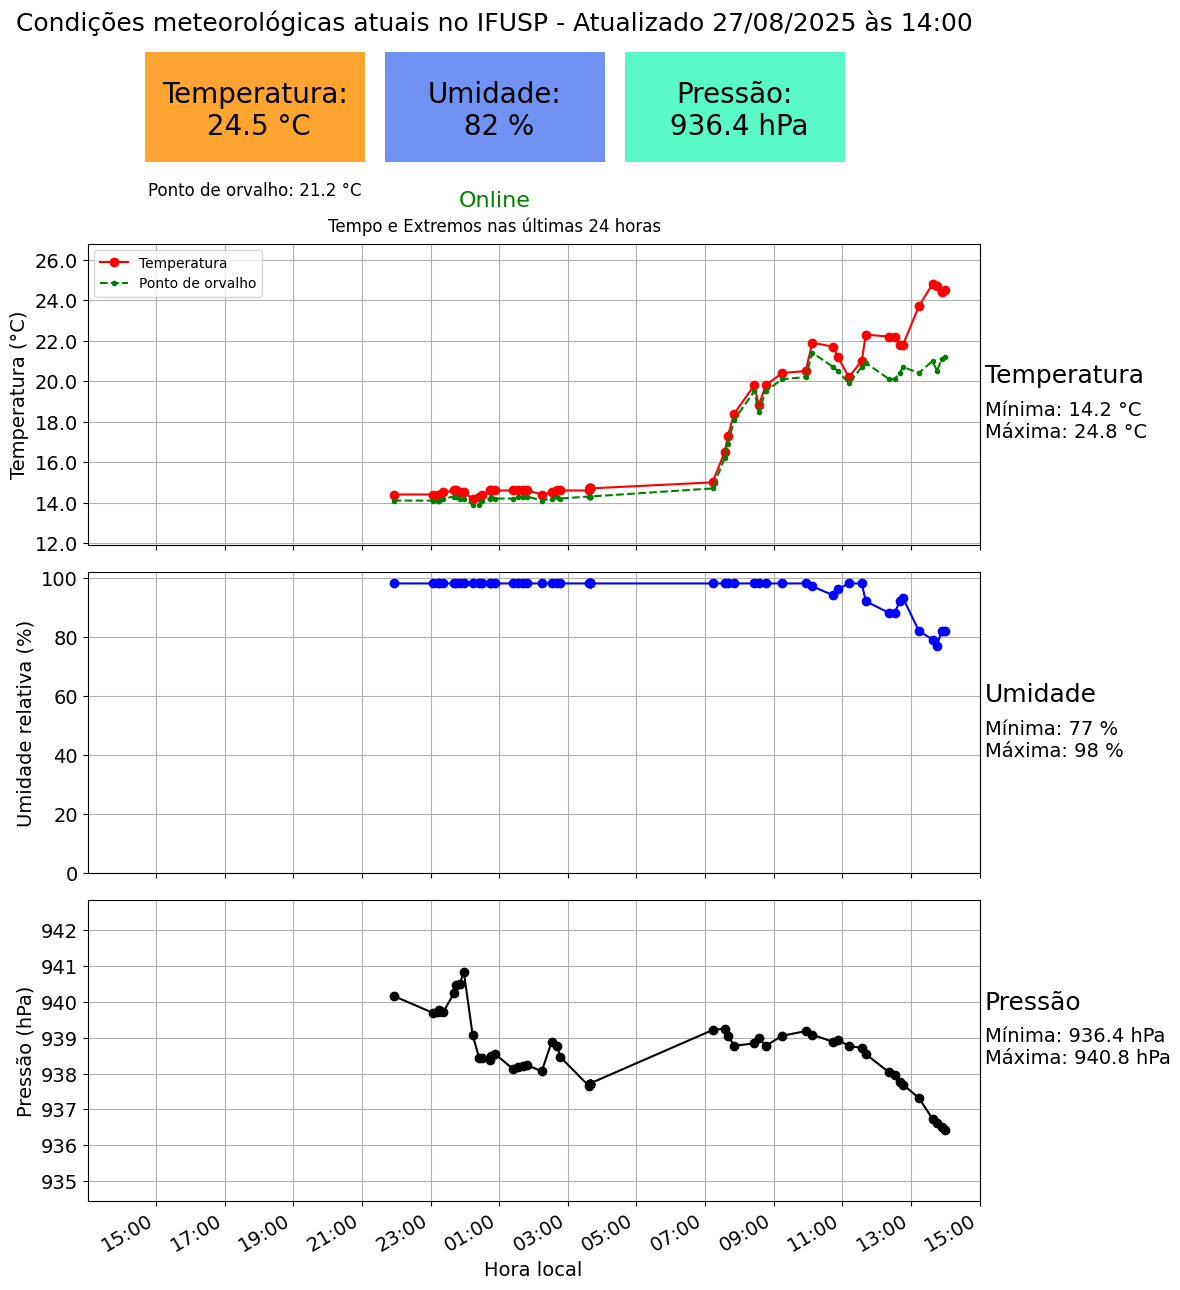 Condições meteorológicas atuais no IFUSP - Atualizado 27/08/2025 às 14:00
Temperatura:
24.5 °C
Umidade:
82 %
Pressão:
936.4 hPa
Ponto de orvalho: 21.2 °C
Online
Tempo e Extremos nas últimas 24 horas
Temperatura
Ponto de orvalho
Temperatura (°C)
26.0
24.0
22.0
20.0
18.0
16.0
14.0
12.0
Temperatura
Mínima: 14.2 °C
Máxima: 24.8 °C
Umidade relativa (%)
100
80
60
40
20
0
Umidade
Mínima: 77 %
Máxima: 98 %
Pressão (hPa)
942
941
940
939
938
937
936
935
Pressão
Mínima: 936.4 hPa
Máxima: 940.8 hPa
15:00
17:00
19:00
21:00
23:00
01:00
03:00
05:00
07:00
09:00
11:00
13:00
15:00
Hora local